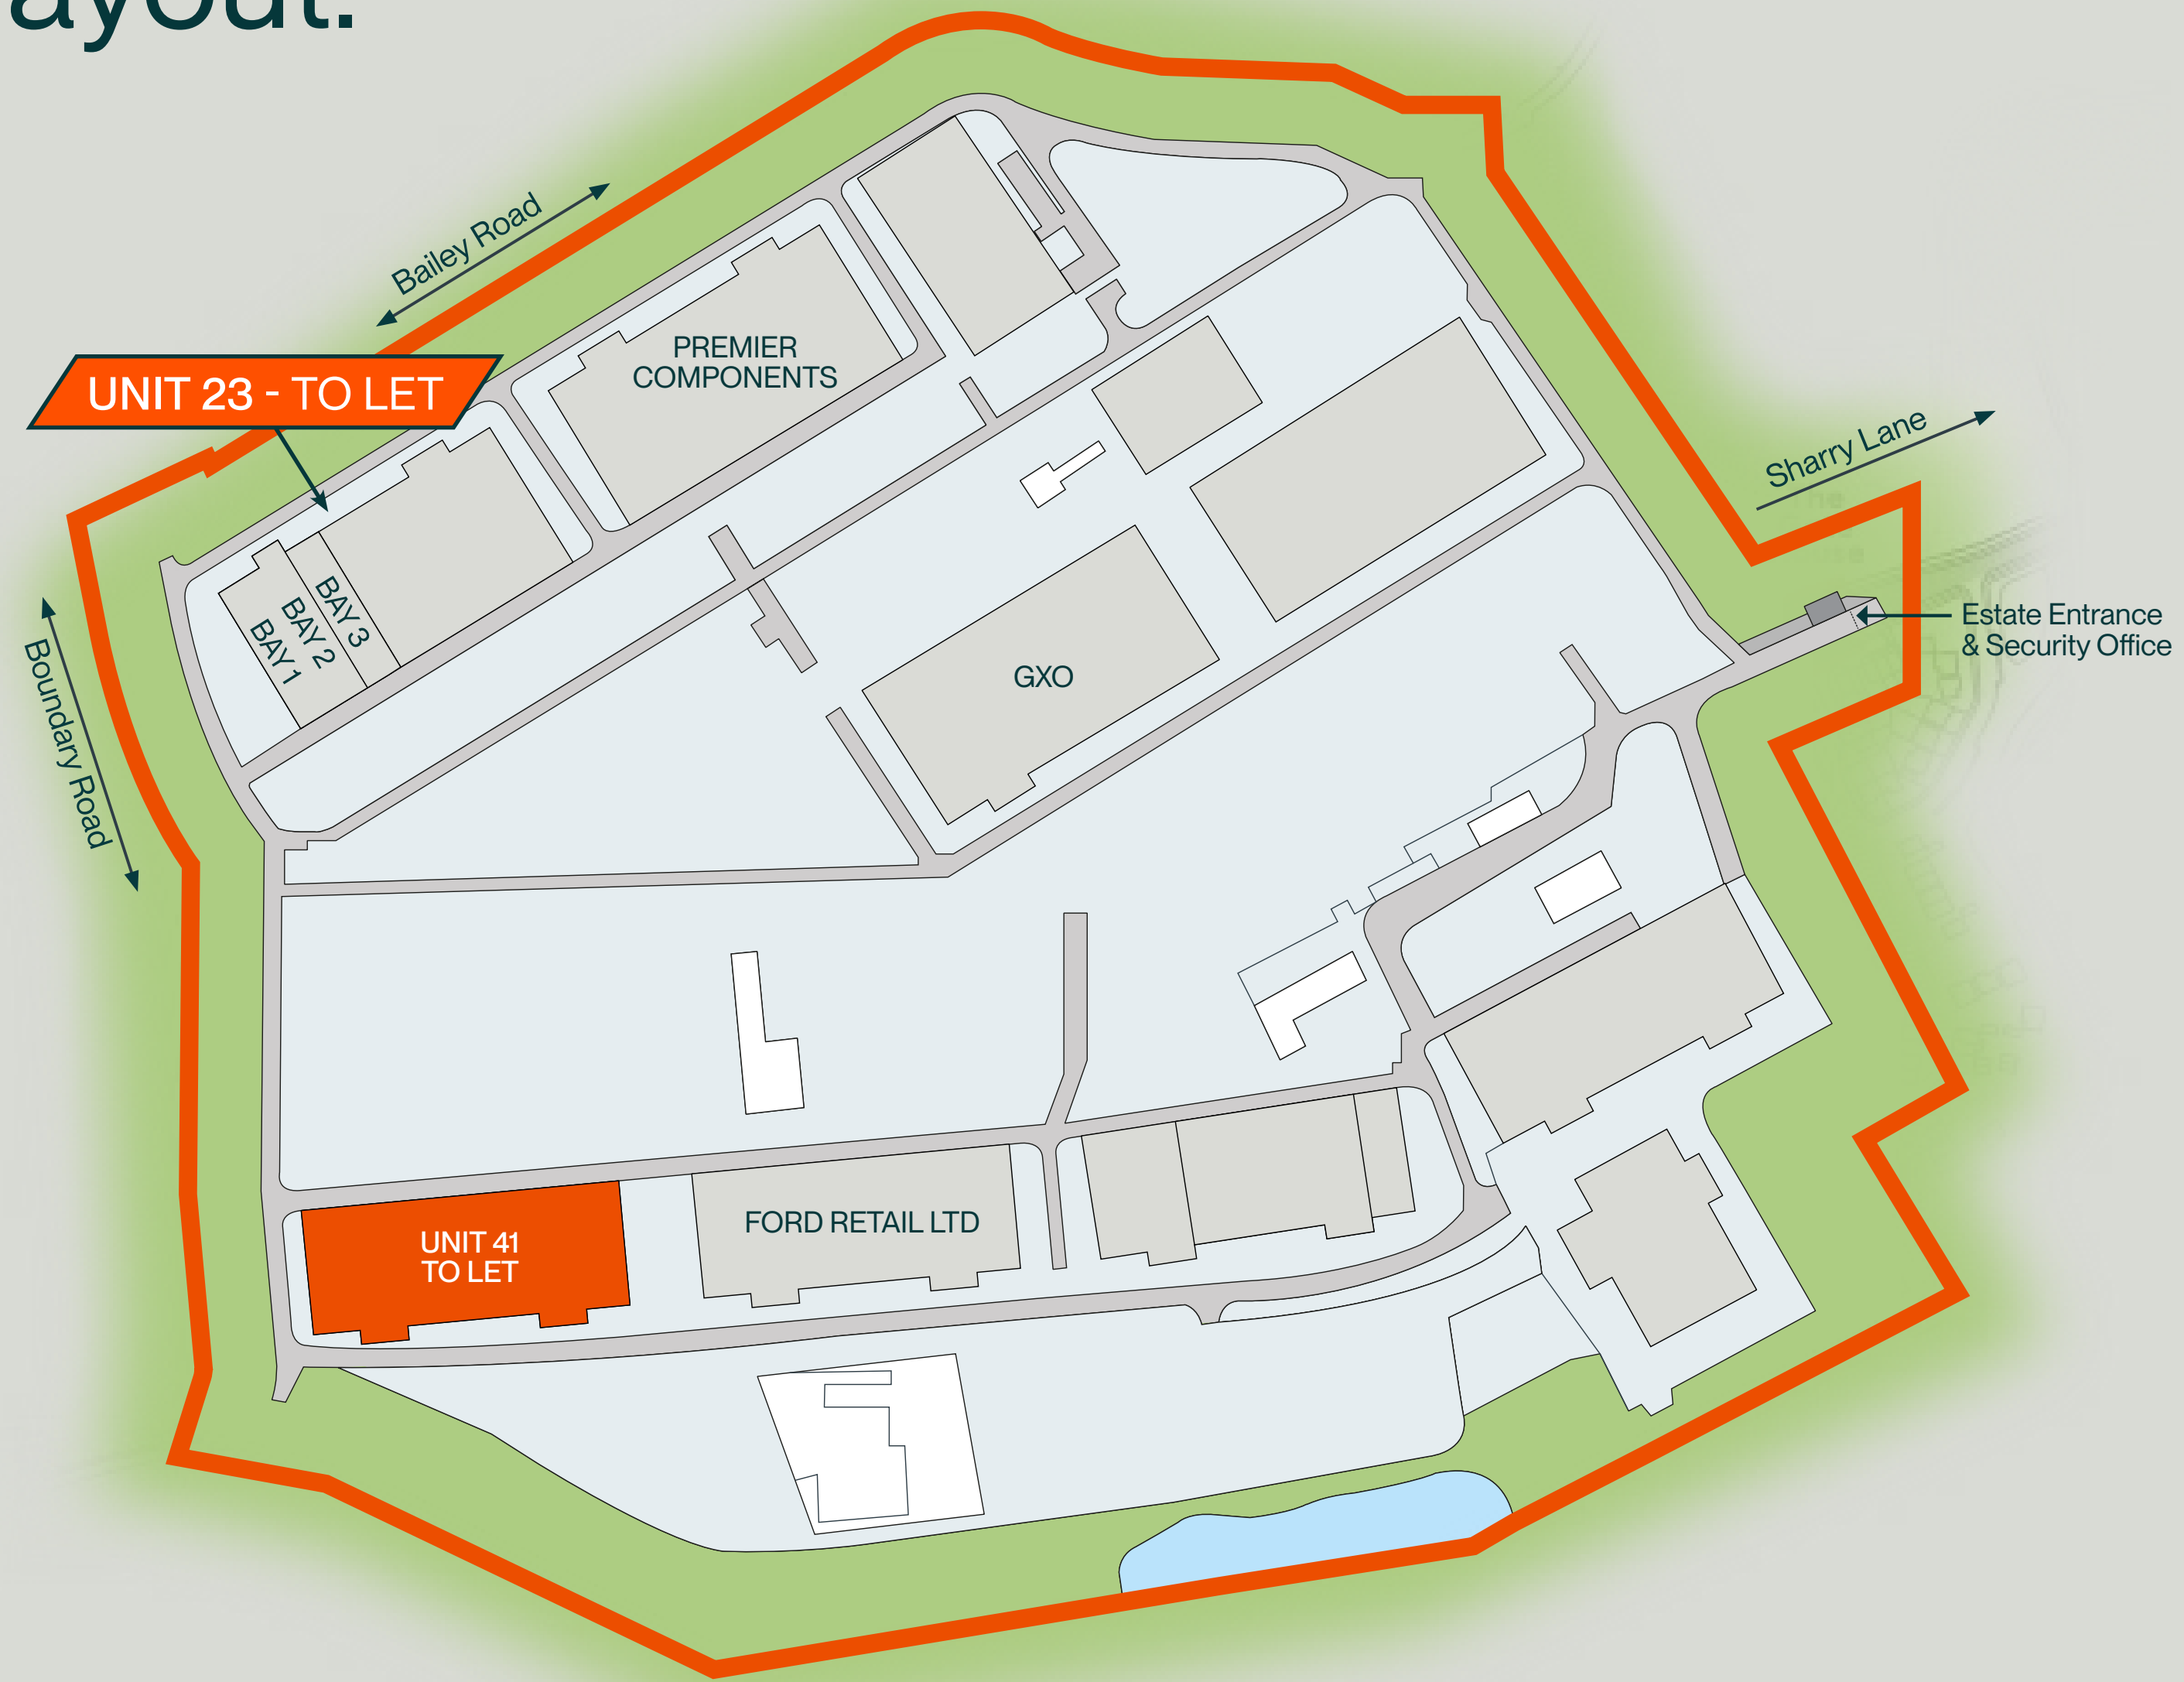 ayout.
Bailey Road
UNIT 23 - TO LET
PREMIER
COMPONENTS
Sharry Lane
BAY 3
BAY 2
BAY 1
Estate Entrance
& Security Office
Boundary Road
GXO
UNIT 41
TO LET
FORD RETAIL LTD